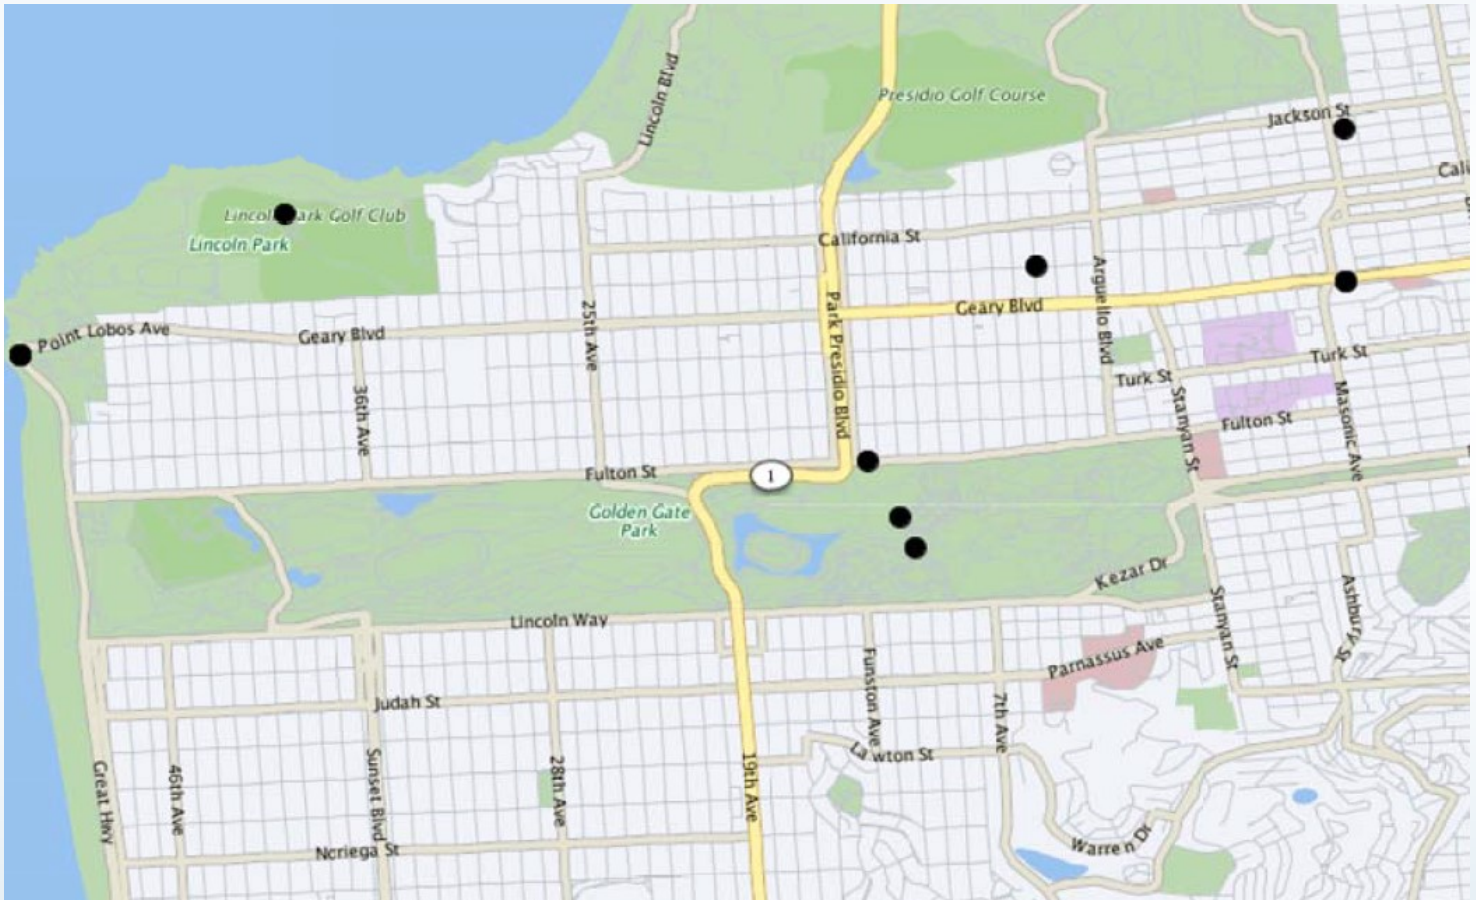 Lincoln Blvd
Presidio Golf Course
Jackson St
Lincoln Park Golf Club
Lincoln Park
California St
Point Lobos Ave
Geary Blvd
Geary Blvd
25th Ave
Park Presidio Blvd
Arguello Blvd
Turk St
Turk St
36th Ave
Stanyan St
Fulton St
Masonic Ave
Fulton St
1
Golden Gate
Park
Kezar Dr
Lincoln Way
Stanyan St
Ashbury St
Parnassus Ave
Judah St
Funston Ave
7th Ave
Lawton St
Great Hwy
46th Ave
Sunset Blvd
28th Ave
19th Ave
Noriega St
Warren Dr